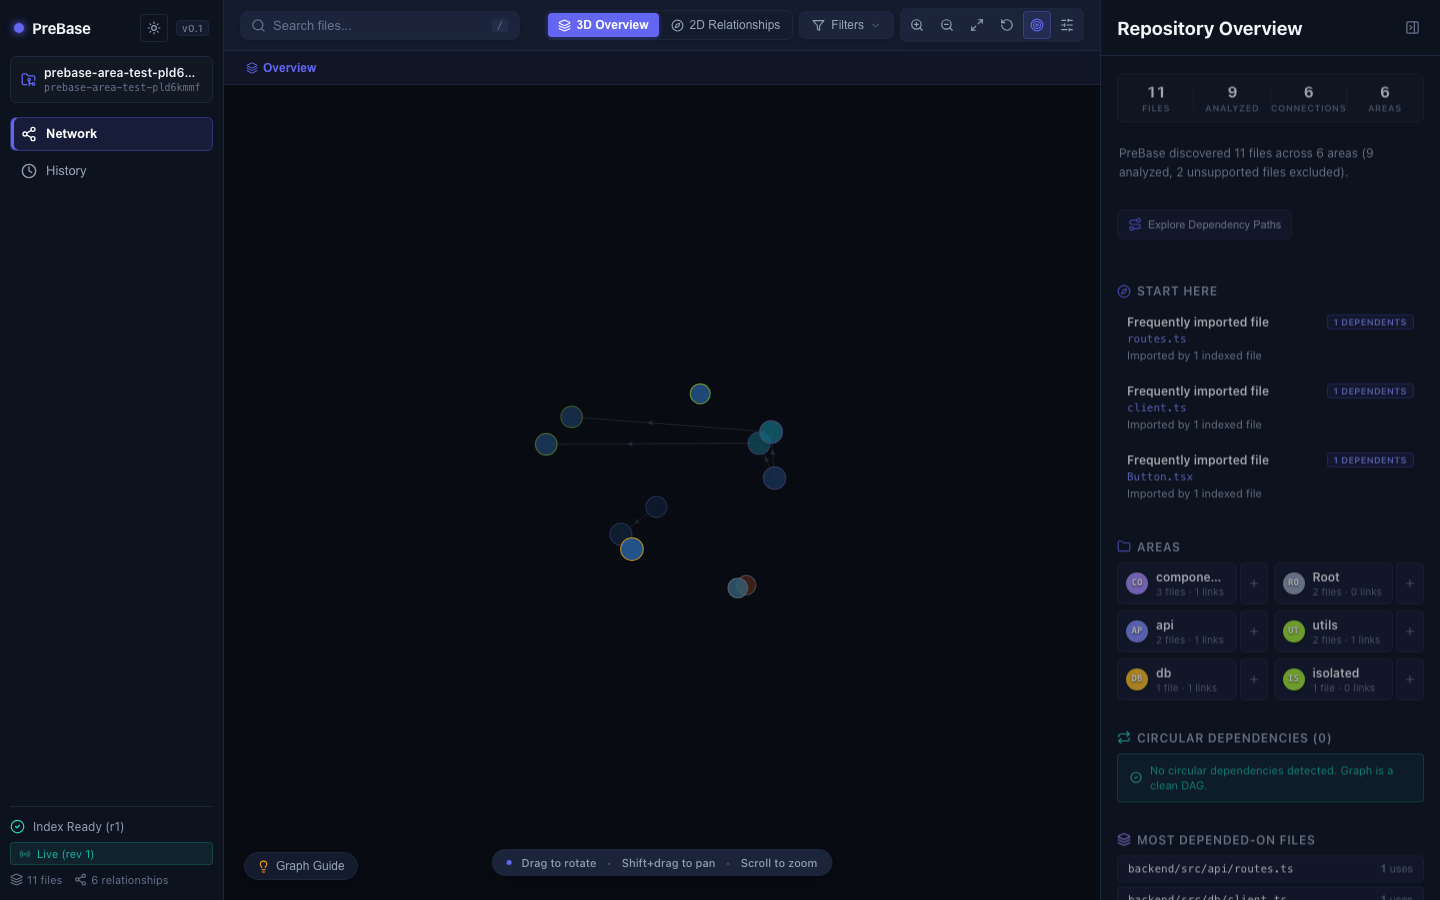 PreBase
v0.1
prebase-area-test-pld6...
prebase-area-test-pld6kmmf
Network
History
Index Ready (r1)
Live (rev 1)
11 files
6 relationships
Search files...
/
3D Overview
2D Relationships
Filters
Overview
Graph Guide
Drag to rotate · Shift+drag to pan · Scroll to zoom
Repository Overview
11 9 6 6
FILES ANALYZED CONNECTIONS AREAS
PreBase discovered 11 files across 6 areas (9
analyzed, 2 unsupported files excluded).
Explore Dependency Paths
START HERE
Frequently imported file 1 DEPENDENTS
routes.ts
Imported by 1 indexed file
Frequently imported file 1 DEPENDENTS
client.ts
Imported by 1 indexed file
Frequently imported file 1 DEPENDENTS
Button.tsx
Imported by 1 indexed file
AREAS
CO compone... +
3 files · 1 links
RO Root +
2 files · 0 links
AP api +
2 files · 1 links
UT utils +
2 files · 1 links
DB db +
1 file · 1 links
IS isolated +
1 file · 0 links
CIRCULAR DEPENDENCIES (0)
No circular dependencies detected. Graph is a
clean DAG.
MOST DEPENDED-ON FILES
backend/src/api/routes.ts 1 uses
backend/src/db/client.ts 1 uses